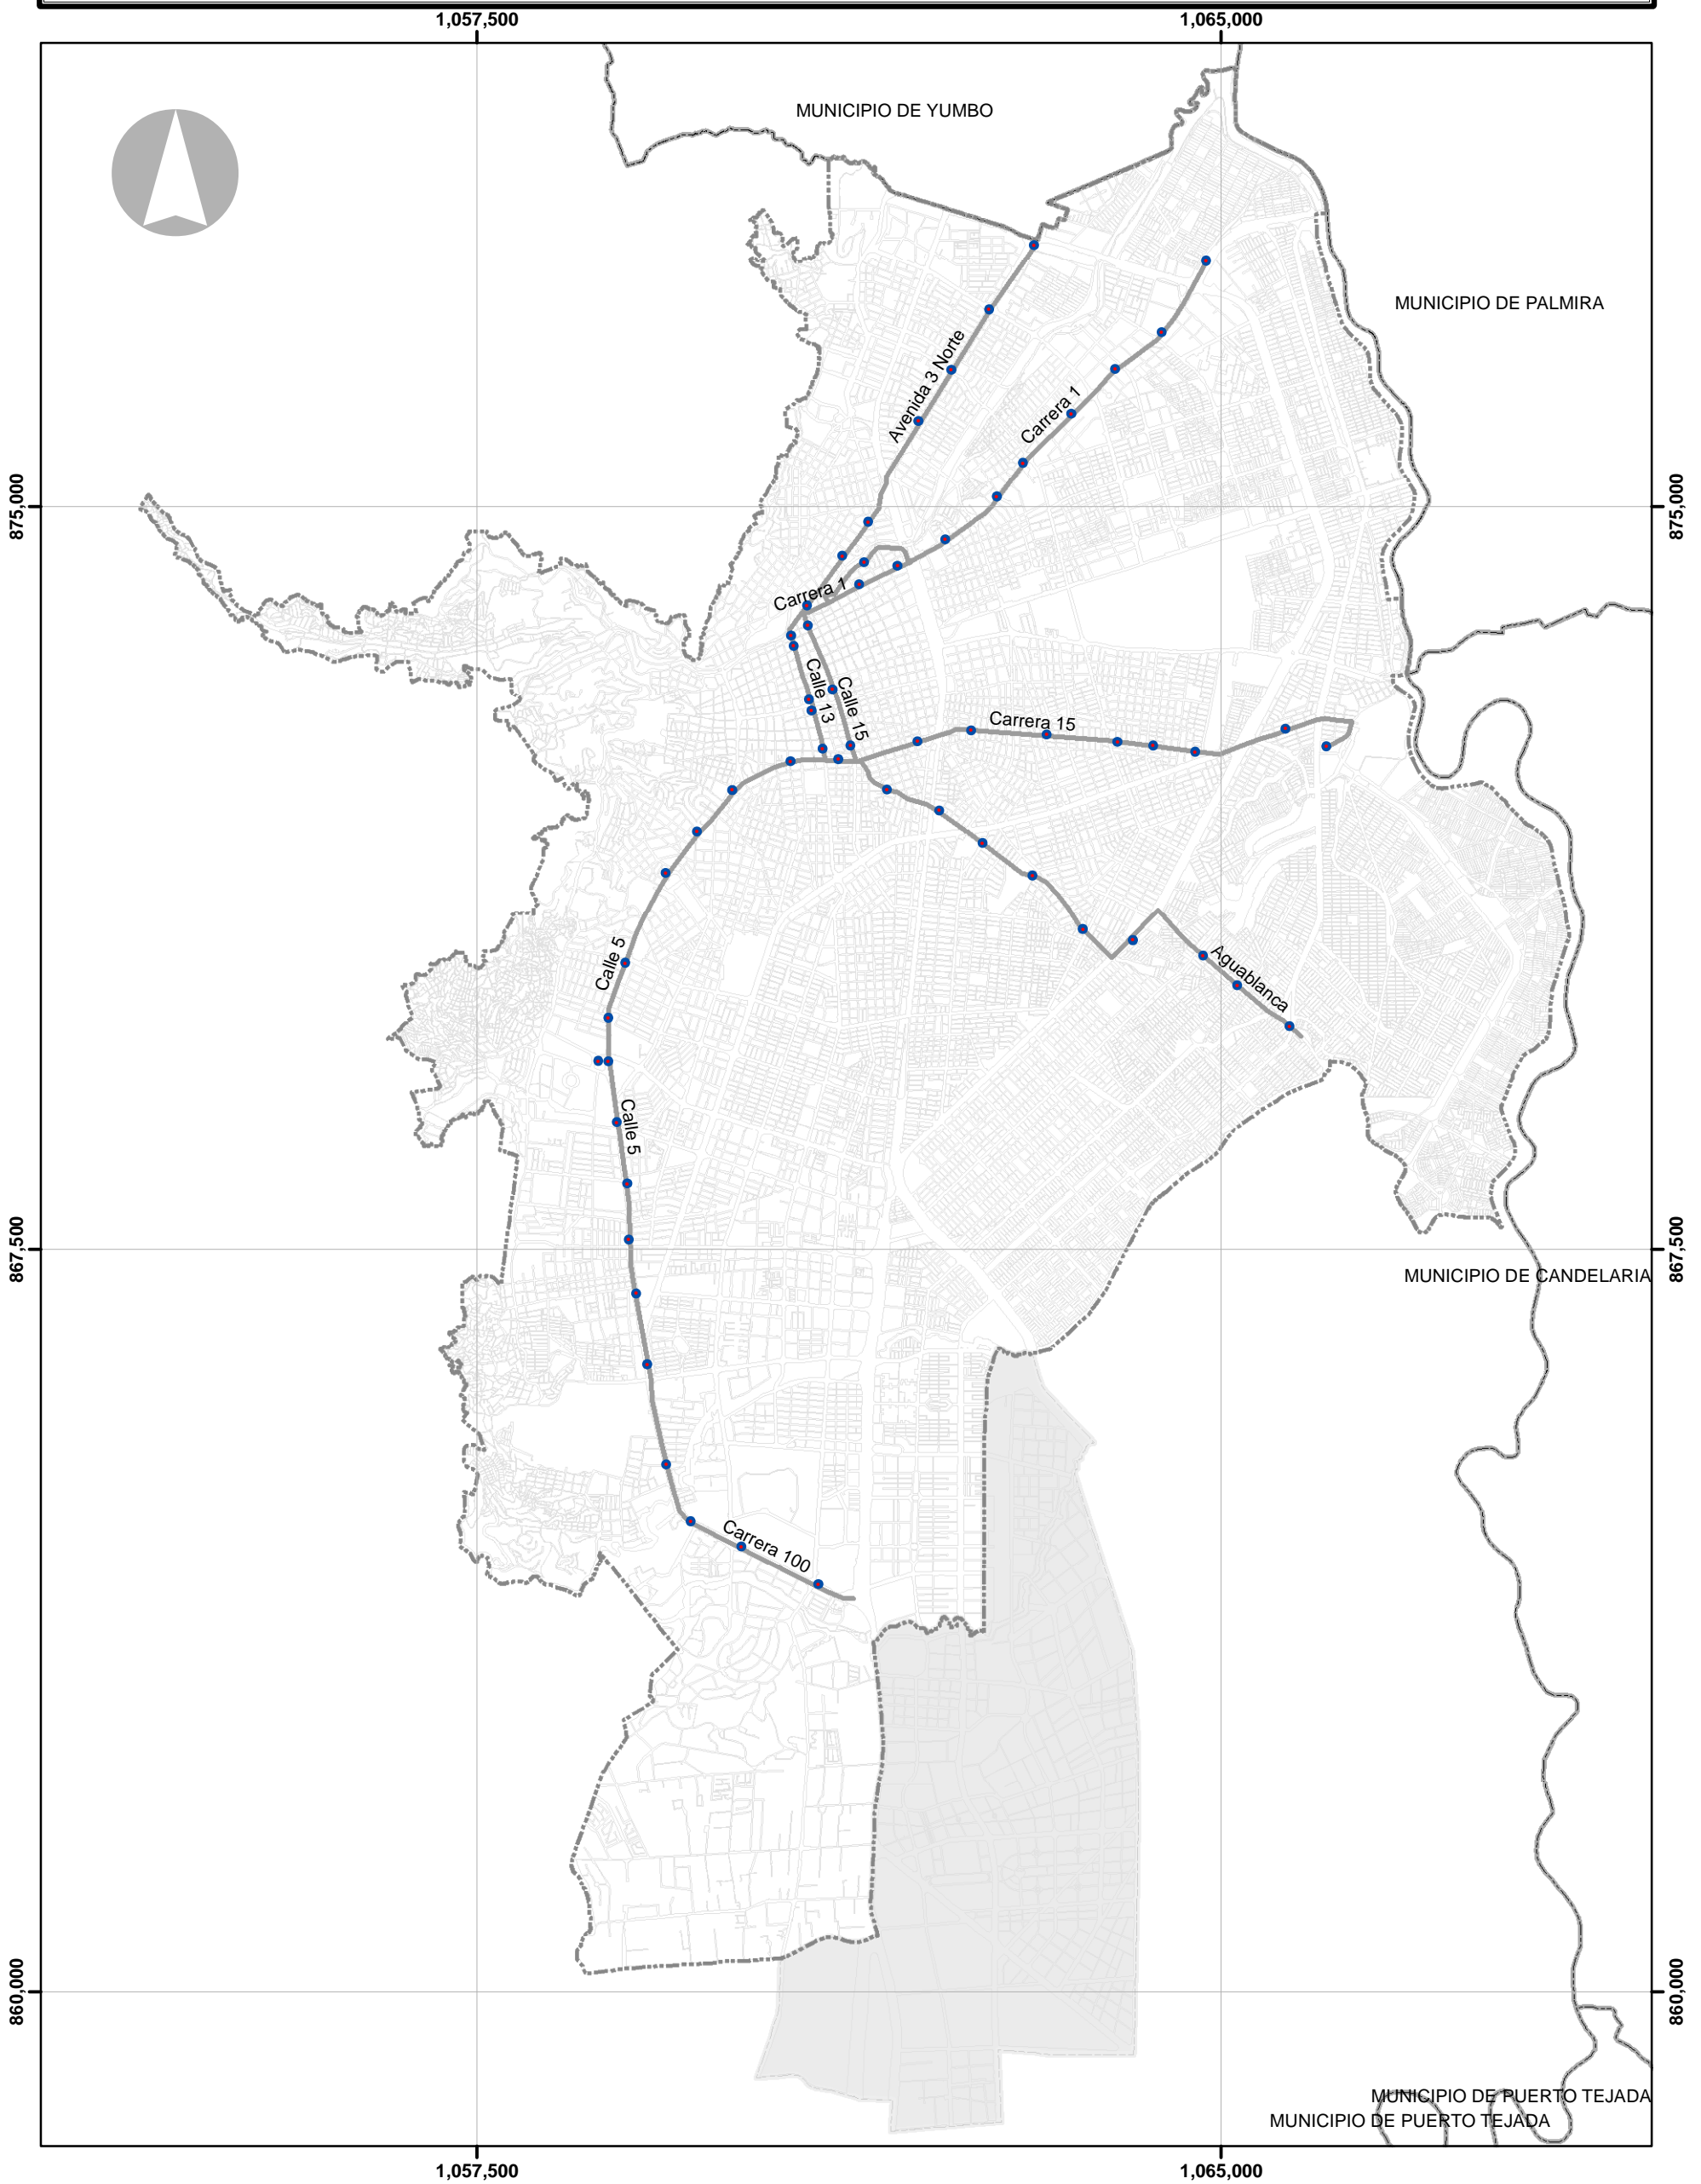 1,057,500
1,065,000
MUNICIPIO DE YUMBO
MUNICIPIO DE PALMIRA
Avenida 3 Norte
Carrera 1
875,000
875,000
Carrera 1
Calle 13
Calle 15
Carrera 15
Calle 5
Aguablanca
Calle 5
867,500
867,500
MUNICIPIO DE CANDELARIA
Carrera 100
860,000
860,000
MUNICIPIO DE PUERTO TEJADA
MUNICIPIO DE PUERTO TEJADA
1,057,500
1,065,000